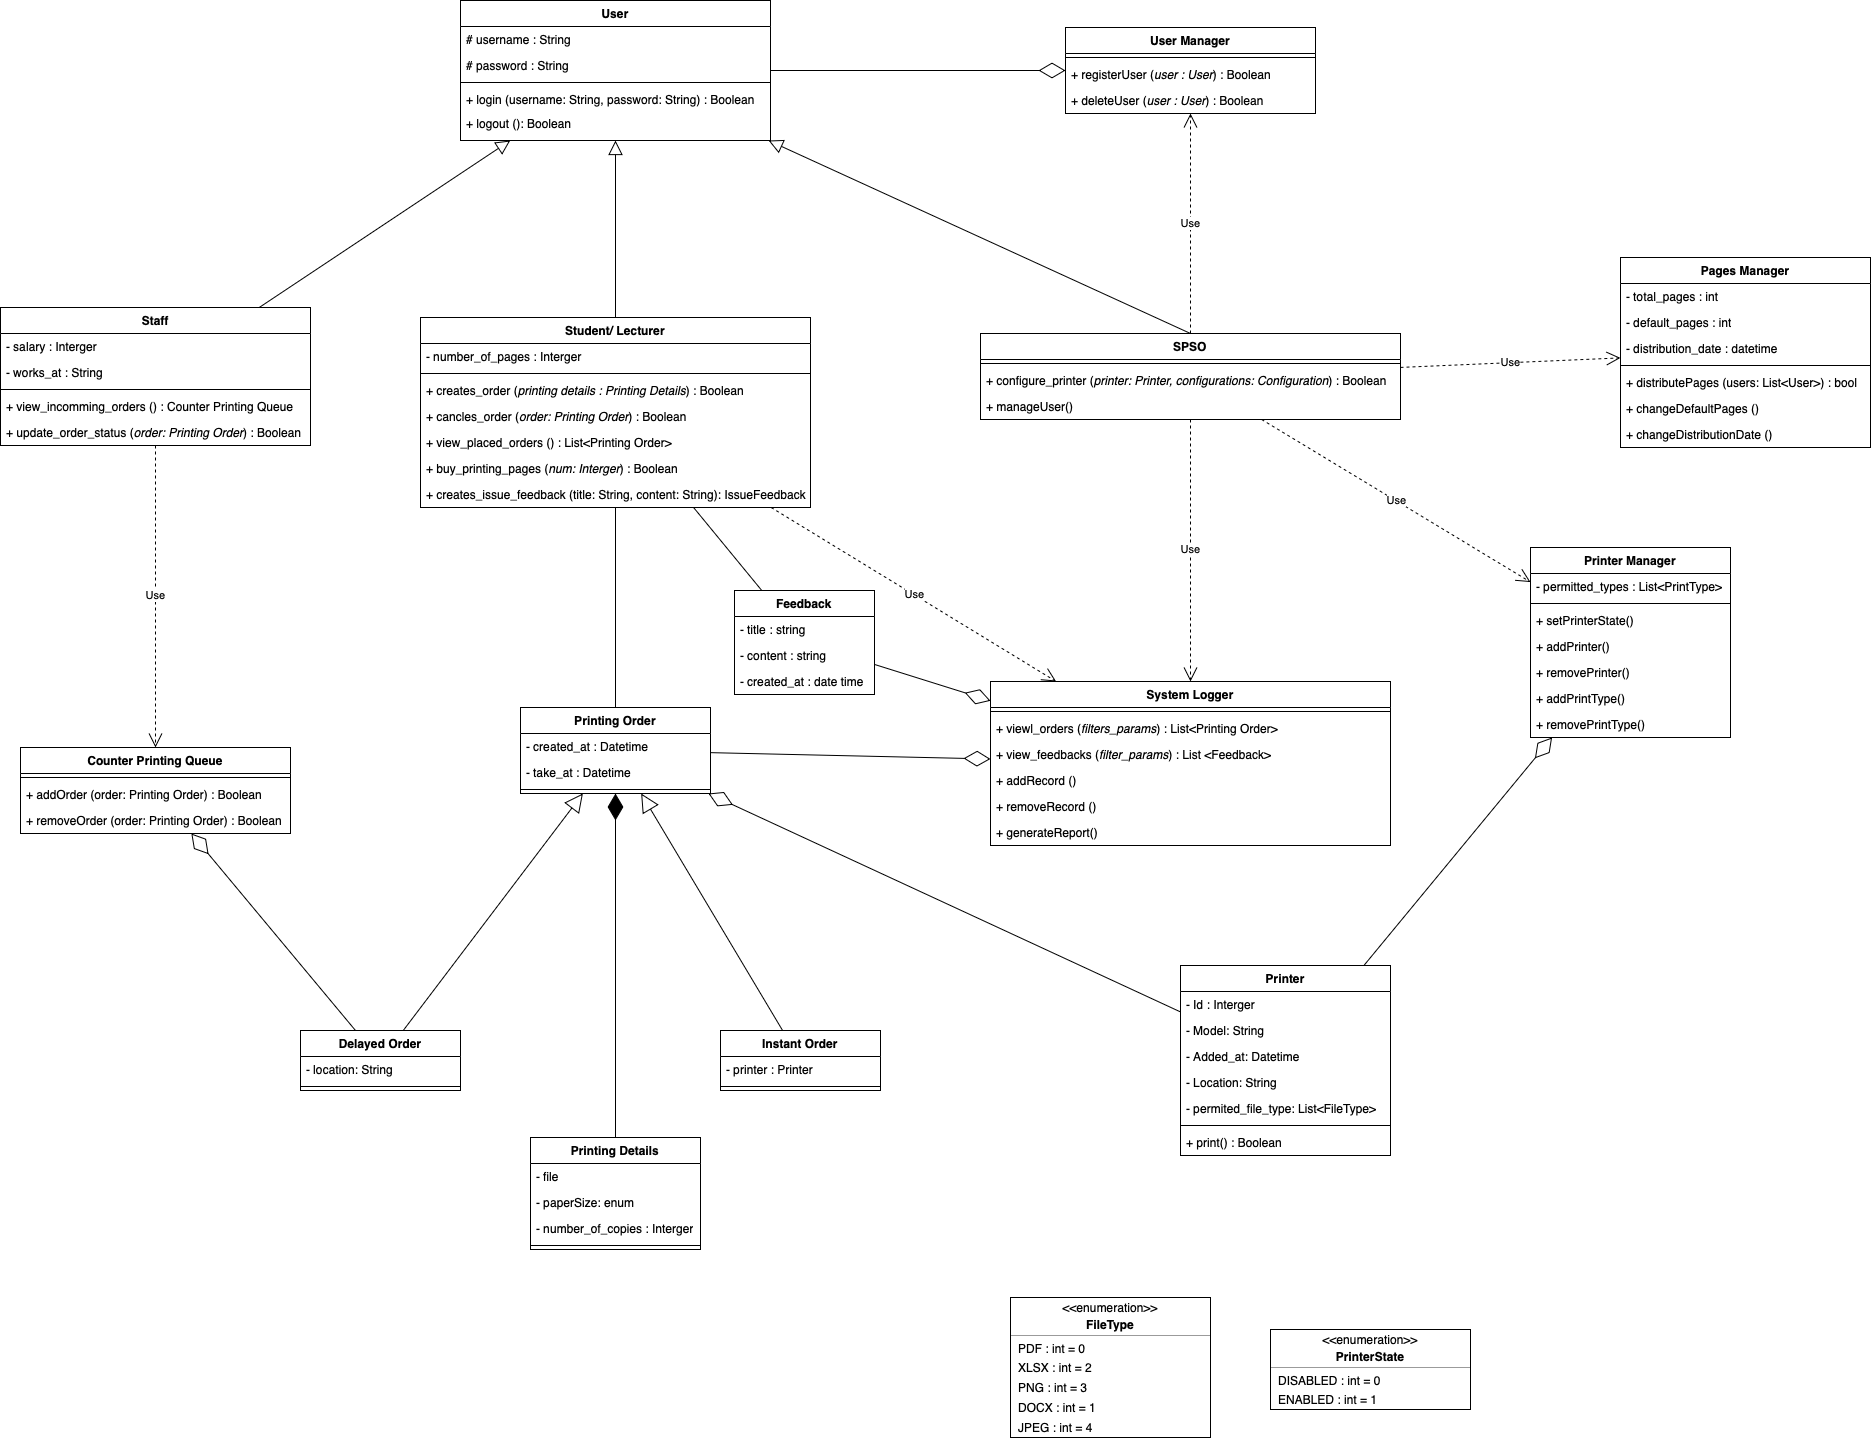 User
# username : String
# password : String
+ login (username: String, password: String) : Boolean
+ logout (): Boolean
User Manager
+ registerUser (user : User) : Boolean
+ deleteUser (user : User) : Boolean
Use
Pages Manager
- total_pages : int
- default_pages : int
- distribution_date : datetime
+ distributePages (users: List<User>) : bool
+ changeDefaultPages ()
+ changeDistributionDate ()
Staff
- salary : Interger
- works_at : String
+ view_incomming_orders () : Counter Printing Queue
+ update_order_status (order: Printing Order) : Boolean
Student/ Lecturer
- number_of_pages : Interger
+ creates_order (printing details : Printing Details) : Boolean
+ cancles_order (order: Printing Order) : Boolean
+ view_placed_orders () : List<Printing Order>
+ buy_printing_pages (num: Interger) : Boolean
+ creates_issue_feedback (title: String, content: String): IssueFeedback
SPSO
+ configure_printer (printer: Printer, configurations: Configuration) : Boolean
+ manageUser()
Use
Use
Use
Use
Use
Printer Manager
- permitted_types : List<PrintType>
+ setPrinterState()
+ addPrinter()
+ removePrinter()
+ addPrintType()
+ removePrintType()
Feedback
- title : string
- content : string
- created_at : date time
System Logger
+ viewl_orders (filters_params) : List<Printing Order>
+ view_feedbacks (filter_params) : List <Feedback>
+ addRecord ()
+ removeRecord ()
+ generateReport()
Printing Order
- created_at : Datetime
- take_at : Datetime
Counter Printing Queue
+ addOrder (order: Printing Order) : Boolean
+ removeOrder (order: Printing Order) : Boolean
Delayed Order
- location: String
Instant Order
- printer : Printer
Printer
- Id : Interger
- Model: String
- Added_at: Datetime
- Location: String
- permited_file_type: List<FileType>
+ print() : Boolean
Printing Details
- file
- paperSize: enum
- number_of_copies : Interger
<<enumeration>>
FileType
PDF : int = 0
XLSX : int = 2
PNG : int = 3
DOCX : int = 1
JPEG : int = 4
<<enumeration>>
PrinterState
DISABLED : int = 0
ENABLED : int = 1